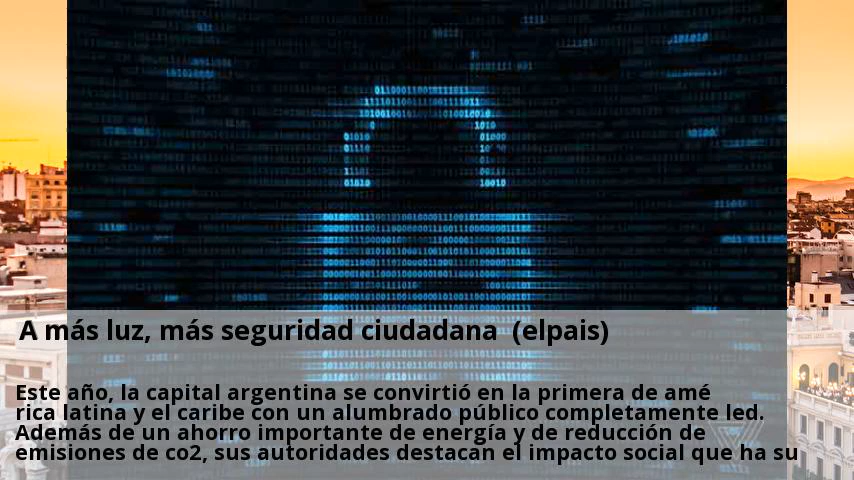 A más luz, más seguridad ciudadana (elpais)
Este año, la capital argentina se convirtió en la primera de amé
rica latina y el caribe con un alumbrado público completamente led.
Además de un ahorro importante de energía y de reducción de
emisiones de co2, sus autoridades destacan el impacto social que ha su